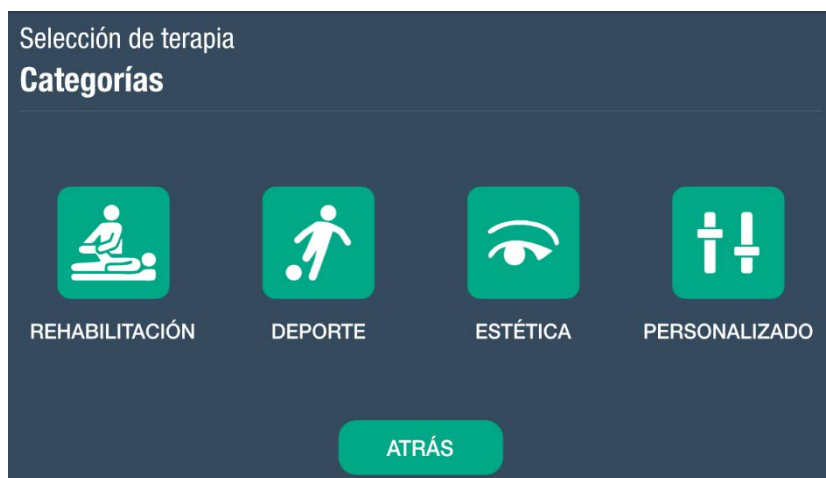 Selección de terapia
Categorías
REHABILITACIÓN
DEPORTE
ESTÉTICA
PERSONALIZADO
ATRÁS